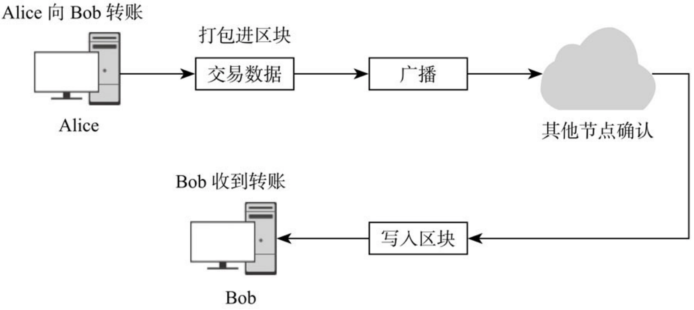 Alice 向 Bob 转账
打包进区块
交易数据
广播
Alice
其他节点确认
Bob 收到转账
写入区块
Bob